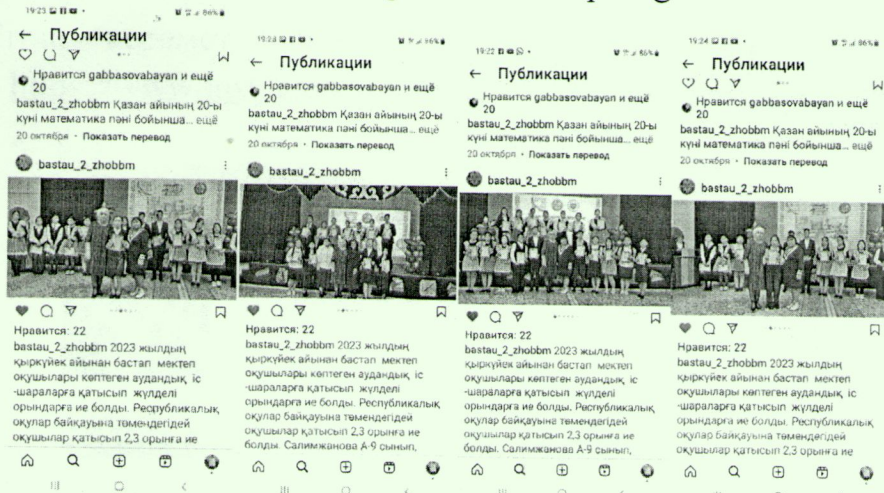 19:23 86%
← Публикации
Нравится gabbasovabayan и ещё
20
bastau_2_zhobbm Қазан айының 20-ы
күні математика пәні бойынша... ещё
20 октября • Показать перевод
bastau_2_zhobbm
Нравится: 22
bastau_2_zhobbm 2023 жылдың
қыркүйек айынан бастап мектеп
оқушылары көптеген аудандық іс
-шараларға қатысып жүлделі
орындарға ие болды. Республикалық
оқулар байқауына төмендегідей
оқушылар қатысып 2,3 орынға ие
86%
← Публикации
Нравится gabbasovabayan и ещё
20
bastau_2_zhobbm Қазан айының 20-ы
күні математика пәні бойынша... ещё
20 октября • Показать перевод
bastau_2_zhobbm
Нравится: 22
bastau_2_zhobbm 2023 жылдың
қыркүйек айынан бастап мектеп
оқушылары көптеген аудандық іс
-шараларға қатысып жүлделі
орындарға ие болды. Республикалық
оқулар байқауына төмендегідей
оқушылар қатысып 2,3 орынға ие
болды. Салимжанова А-9 сынып,
19:22 86%
← Публикации
Нравится gabbasovabayan и ещё
20
bastau_2_zhobbm Қазан айының 20-ы
күні математика пәні бойынша... ещё
20 октября • Показать перевод
bastau_2_zhobbm
Нравится: 22
bastau_2_zhobbm 2023 жылдың
қыркүйек айынан бастап мектеп
оқушылары көптеген аудандық іс
-шараларға қатысып жүлделі
орындарға ие болды. Республикалық
оқулар байқауына төмендегідей
оқушылар қатысып 2,3 орынға ие
болды. Салимжанова А-9 сынып,
19:24 86%
← Публикации
Нравится gabbasovabayan и ещё
20
bastau_2_zhobbm Қазан айының 20-ы
күні математика пәні бойынша... ещё
20 октября • Показать перевод
bastau_2_zhobbm
Нравится: 22
bastau_2_zhobbm 2023 жылдың
қыркүйек айынан бастап мектеп
оқушылары көптеген аудандық іс
-шараларға қатысып жүлделі
орындарға ие болды. Республикалық
оқулар байқауына төмендегідей
оқушылар қатысып 2,3 орынға ие